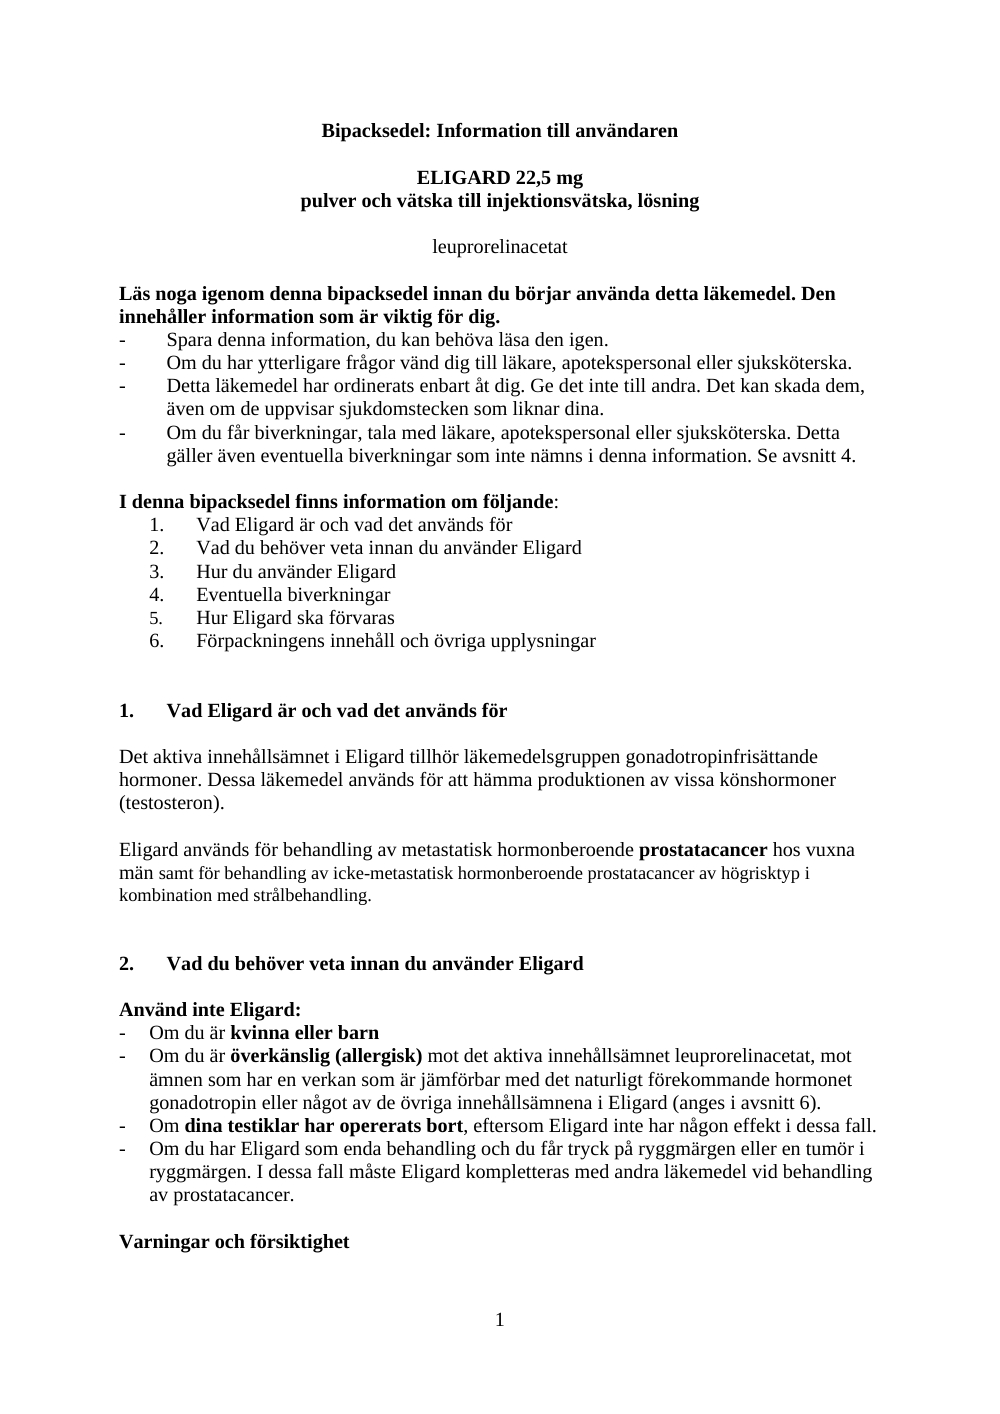 Bipacksedel: Information till användaren
ELIGARD 22,5 mg
pulver och vätska till injektionsvätska, lösning
leuprorelinacetat
Läs noga igenom denna bipacksedel innan du börjar använda detta läkemedel. Den
innehåller information som är viktig för dig.
- Spara denna information, du kan behöva läsa den igen.
- Om du har ytterligare frågor vänd dig till läkare, apotekspersonal eller sjuksköterska.
- Detta läkemedel har ordinerats enbart åt dig. Ge det inte till andra. Det kan skada dem,
även om de uppvisar sjukdomstecken som liknar dina.
- Om du får biverkningar, tala med läkare, apotekspersonal eller sjuksköterska. Detta
gäller även eventuella biverkningar som inte nämns i denna information. Se avsnitt 4.
I denna bipacksedel finns information om följande:
1. Vad Eligard är och vad det används för
2. Vad du behöver veta innan du använder Eligard
3. Hur du använder Eligard
4. Eventuella biverkningar
5. Hur Eligard ska förvaras
6. Förpackningens innehåll och övriga upplysningar
1. Vad Eligard är och vad det används för
Det aktiva innehållsämnet i Eligard tillhör läkemedelsgruppen gonadotropinfrisättande
hormoner. Dessa läkemedel används för att hämma produktionen av vissa könshormoner
(testosteron).
Eligard används för behandling av metastatisk hormonberoende prostatacancer hos vuxna
män samt för behandling av icke-metastatisk hormonberoende prostatacancer av högrisktyp i
kombination med strålbehandling.
2. Vad du behöver veta innan du använder Eligard
Använd inte Eligard:
- Om du är kvinna eller barn
- Om du är överkänslig (allergisk) mot det aktiva innehållsämnet leuprorelinacetat, mot
ämnen som har en verkan som är jämförbar med det naturligt förekommande hormonet
gonadotropin eller något av de övriga innehållsämnena i Eligard (anges i avsnitt 6).
- Om dina testiklar har opererats bort, eftersom Eligard inte har någon effekt i dessa fall.
- Om du har Eligard som enda behandling och du får tryck på ryggmärgen eller en tumör i
ryggmärgen. I dessa fall måste Eligard kompletteras med andra läkemedel vid behandling
av prostatacancer.
Varningar och försiktighet
1